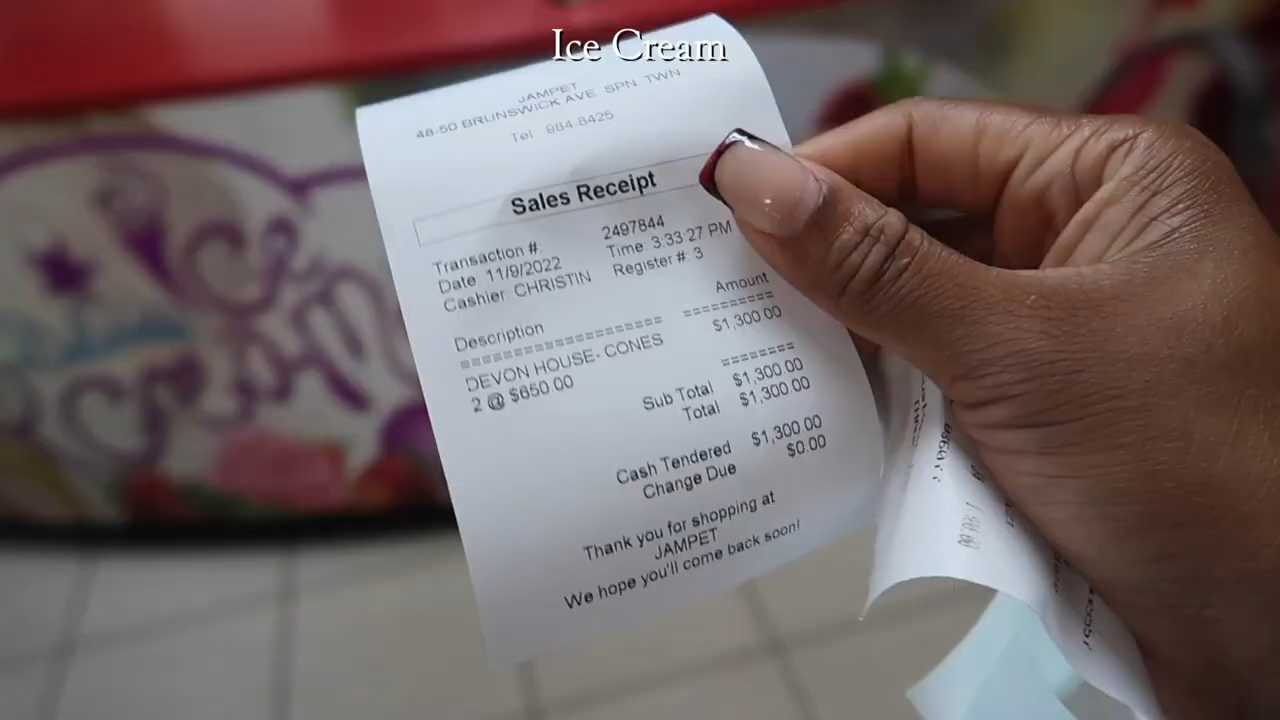 Ice Cream
JAMPET
48-50 BRUNSWICK AVE SPN TWN
Tel 984-8425
Sales Receipt
Transaction # 2497844
Date 11/9/2022 Time: 3:33:27 PM
Cashier CHRISTIN Register #: 3
Description Amount
=================== =========
DEVON HOUSE- CONES $1,300.00
2 @ $650.00
========
Sub Total $1,300.00
Total $1,300.00
Cash Tendered $1,300.00
Change Due $0.00
Thank you for shopping at
JAMPET
We hope you'll come back soon!